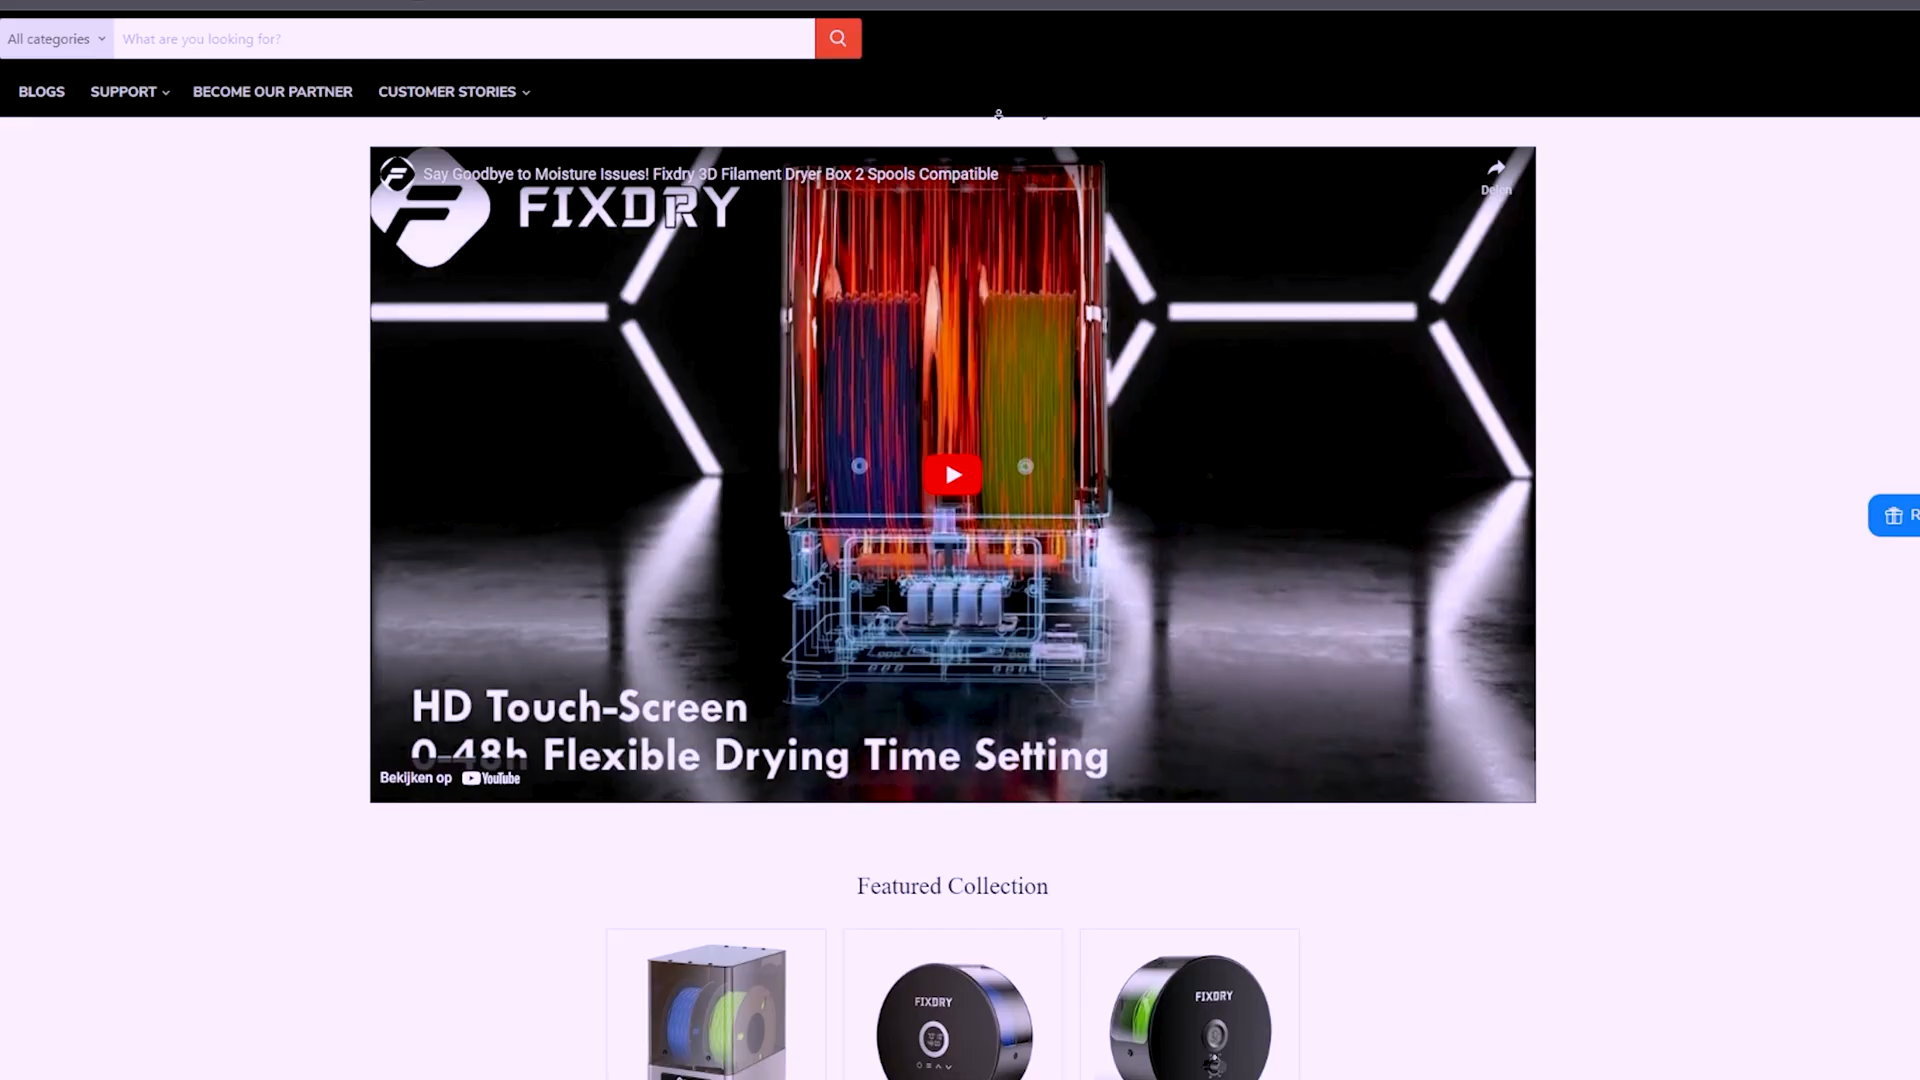 All categories
What are you looking for?
BLOGS
SUPPORT
BECOME OUR PARTNER
CUSTOMER STORIES
Say Goodbye to Moisture Issues! Fixdry 3D Filament Dryer Box 2 Spools Compatible
Delen
FIXDRY
R
HD Touch-Screen
0-48h Flexible Drying Time Setting
Bekijken op YouTube
Featured Collection
FIXDRY
FIXDRY